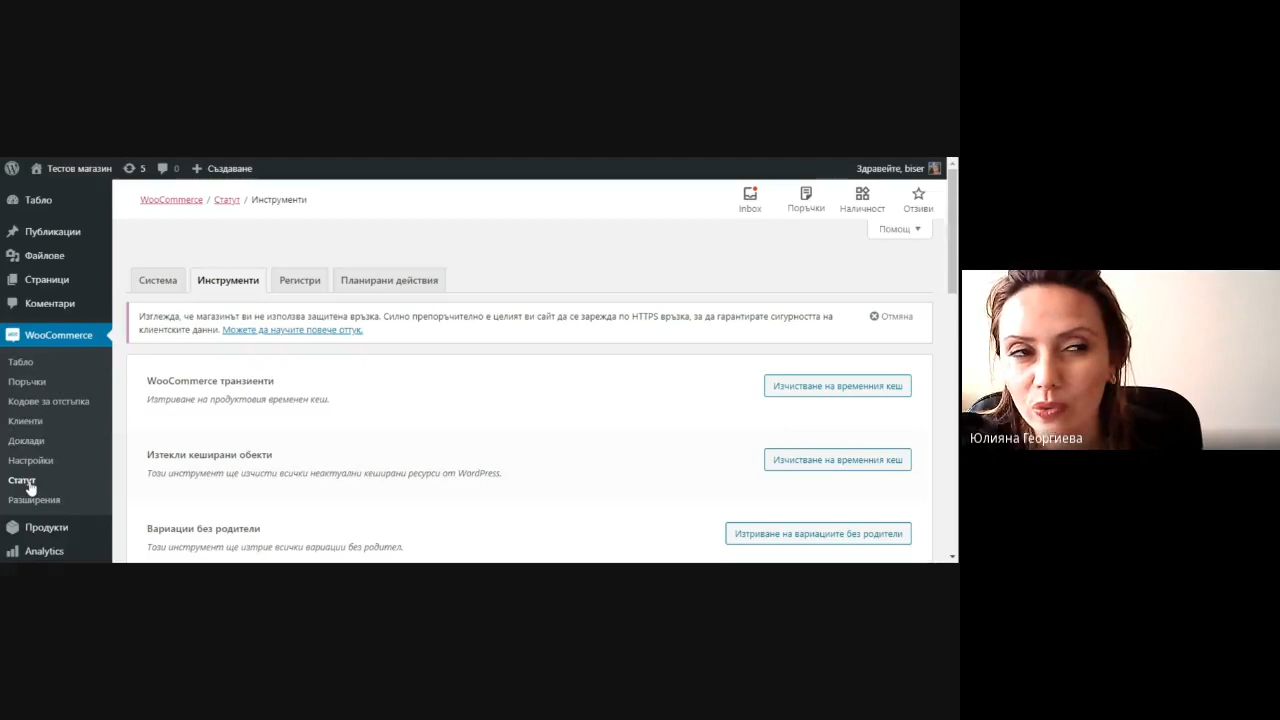 Тестов магазин 5 0 Създаване Здравейте, biser
Табло
Публикации
Файлове
Страници
Коментари
WooCommerce
Табло
Поръчки
Кодове за отстъпка
Клиенти
Доклади
Настройки
Статут
Разширения
Продукти
Analytics
WooCommerce / Статут / Инструменти
Inbox Поръчки Наличност Отзиви
Помощ
Система Инструменти Регистри Планирани действия
Изглежда, че магазинът ви не използва защитена връзка. Силно препоръчително е целият ви сайт да се зарежда по HTTPS връзка, за да гарантирате сигурността на
клиентските данни. Можете да научите повече оттук.
Отмяна
WooCommerce транзиенти
Изтриване на продуктовия временен кеш.
Изчистване на временния кеш
Изтекли кеширани обекти
Този инструмент ще изчисти всички неактуални кеширани ресурси от WordPress.
Изчистване на временния кеш
Вариации без родители
Този инструмент ще изтрие всички вариации без родител.
Изтриване на вариациите без родители
Юлияна Георгиева